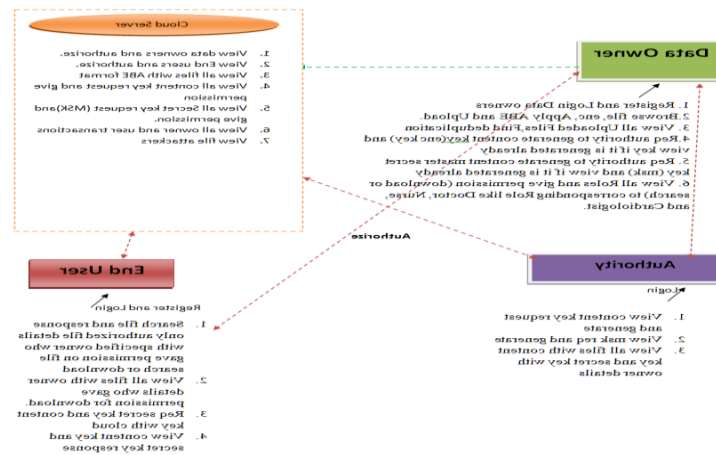 Cloud Server
1. View data owners and authorize.
2. View End users and authorize.
3. View all files with ABE format
4. View all content key request and give
permission
5. View all Secret key request (MSK)and
give permission.
6. View all owner and user transactions
7. View file attackers
Data Owner
1. Register and Login Data owners
2.Browse file, enc, Apply ABE and Upload.
3. View all Uploaded Files,Find deduplication
4.Req authority to generate content key(enc key) and
view key if it is generated already
5. Req authority to generate content master secret
key (msk) and view if it is generated already
6. View all Roles and give permission (download or
search) to corresponding Role like Doctor, Nurse,
and Cardiologist.
Authorize
End User
Register and Login
1. Search file and response
only authorized file details
with specified owner who
gave permission on file
search or download
2. View all files with owner
details who gave
permission for download.
3. Req secret key and content
key with cloud
4. View content key and
secret key response
Authority
Login
1. View content key request
and generate
2. View msk req and generate
3. View all files with content
key and secret key with
owner details